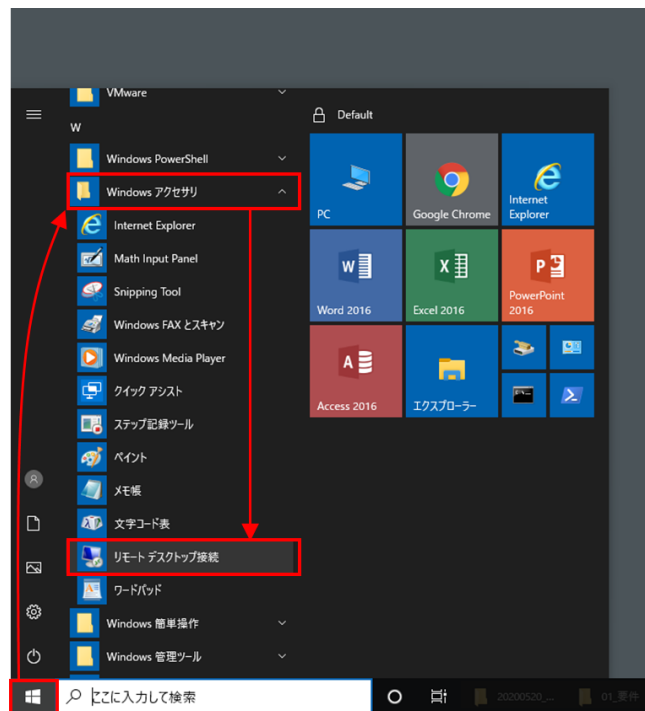 VMware
W
Windows PowerShell
Windows アクセサリ
Internet Explorer
Math Input Panel
Snipping Tool
Windows FAX とスキャン
Windows Media Player
クイック アシスト
ステップ記録ツール
ペイント
メモ帳
文字コード表
リモート デスクトップ接続
ワードパッド
Windows 簡単操作
Windows 管理ツール
Default
PC
Google Chrome
Internet
Explorer
Word 2016
Excel 2016
PowerPoint
2016
Access 2016
エクスプローラー
ここに入力して検索
20200520_...
01_要件